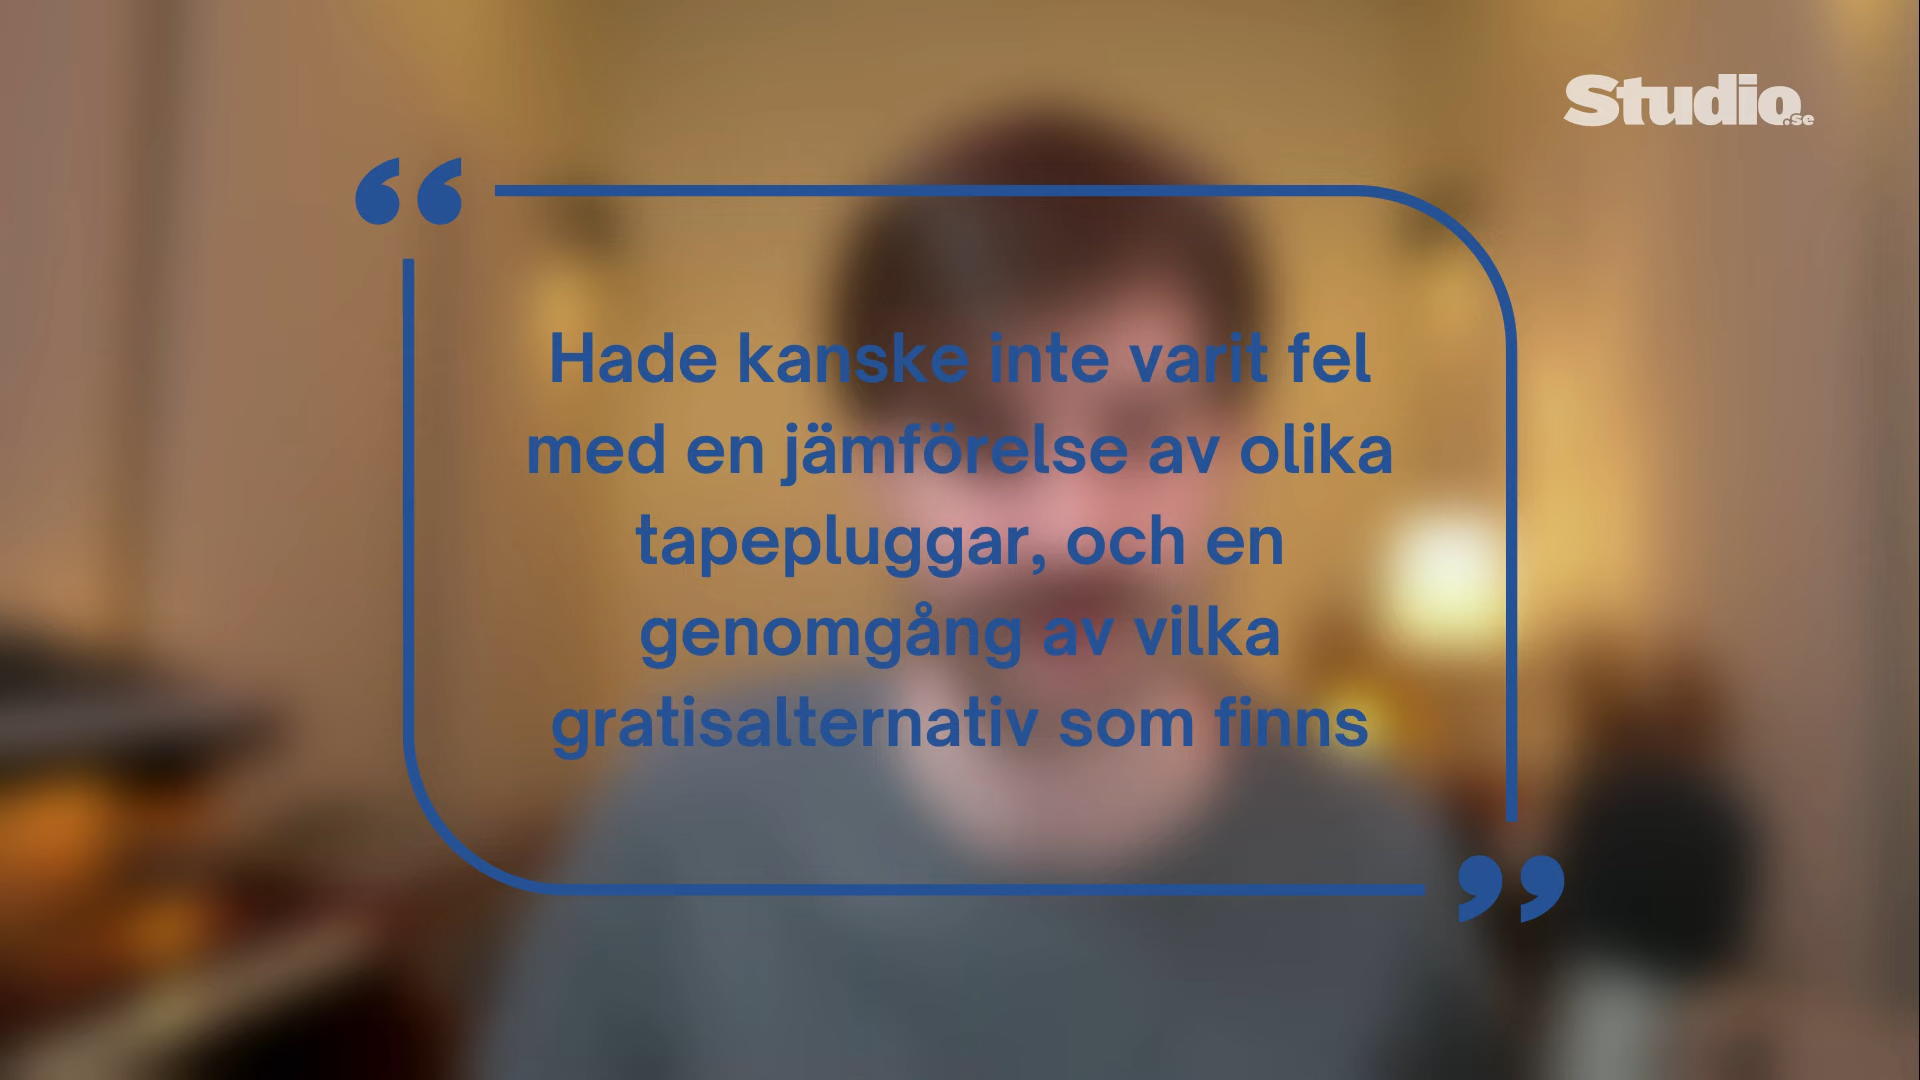 Studio.se
“
Hade kanske inte varit fel
med en jämförelse av olika
tapepluggar, och en
genomgång av vilka
gratisalternativ som finns
”